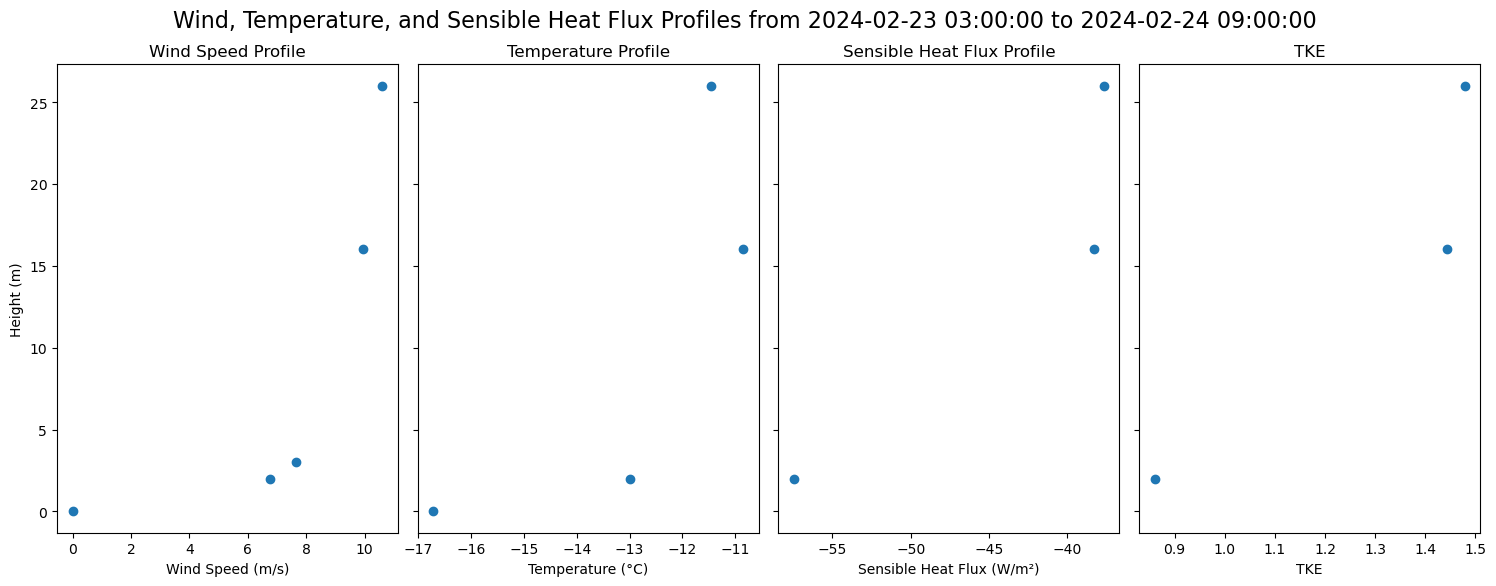 Wind, Temperature, and Sensible Heat Flux Profiles from 2024-02-23 03:00:00 to 2024-02-24 09:00:00
Wind Speed Profile
Temperature Profile
Sensible Heat Flux Profile
TKE
Height (m)
25
20
15
10
5
0
0 2 4 6 8 10
−17 −16 −15 −14 −13 −12 −11
−55 −50 −45 −40
0.9 1.0 1.1 1.2 1.3 1.4 1.5
Wind Speed (m/s)
Temperature (°C)
Sensible Heat Flux (W/m²)
TKE